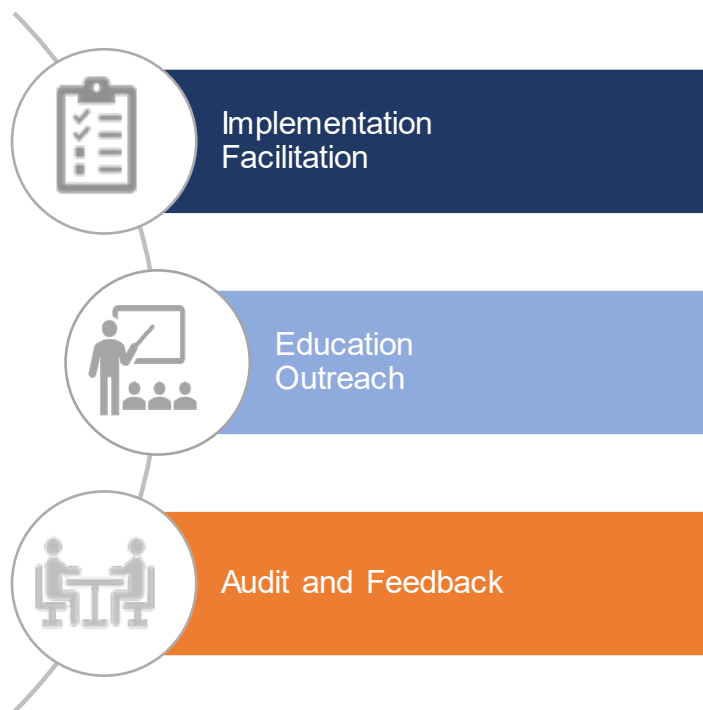 Implementation
Facilitation
Education
Outreach
Audit and Feedback